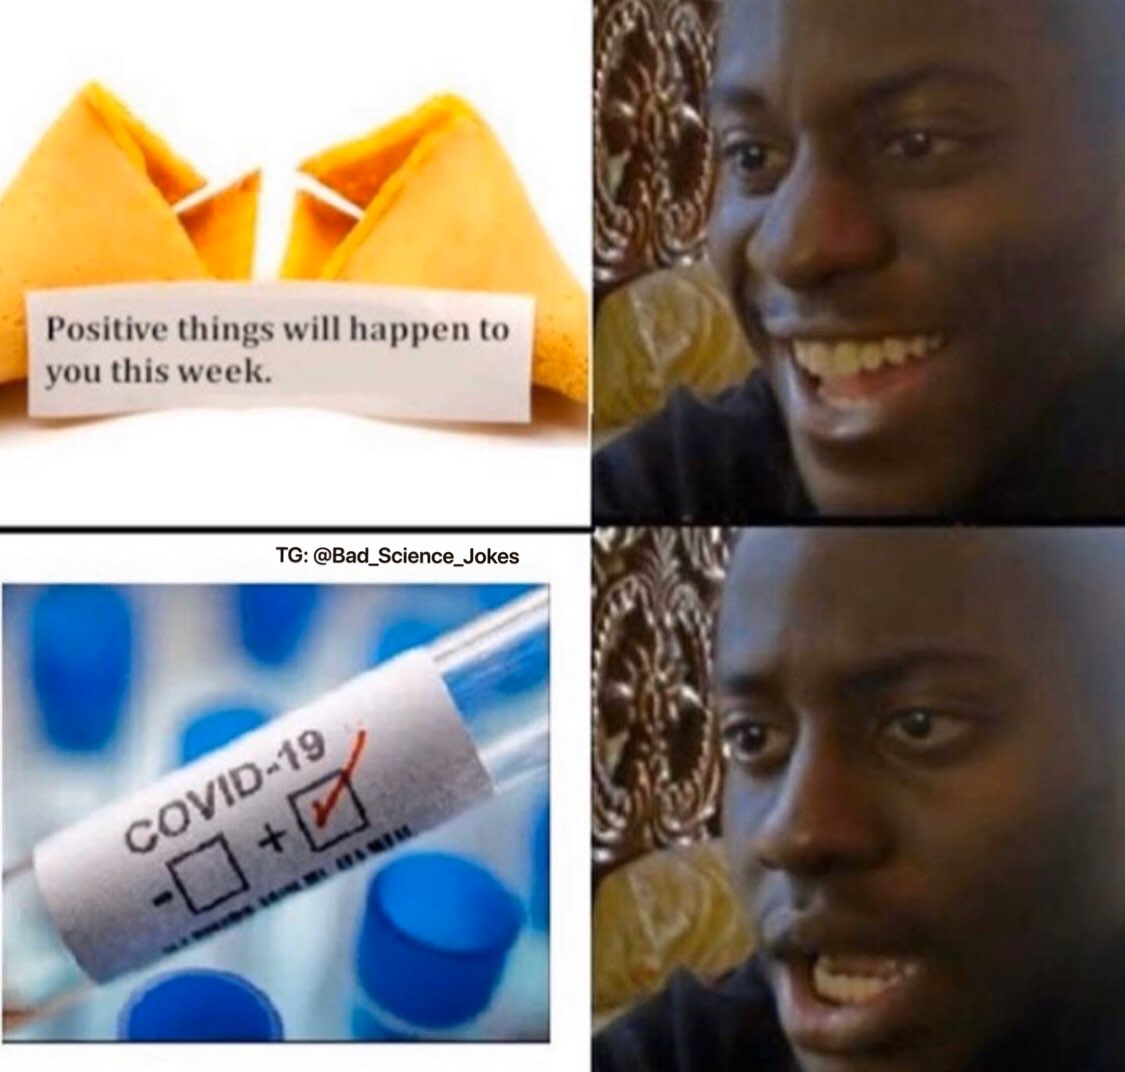 Positive things will happen to
you this week.
TG: @Bad_Science_Jokes
COVID-19
- +